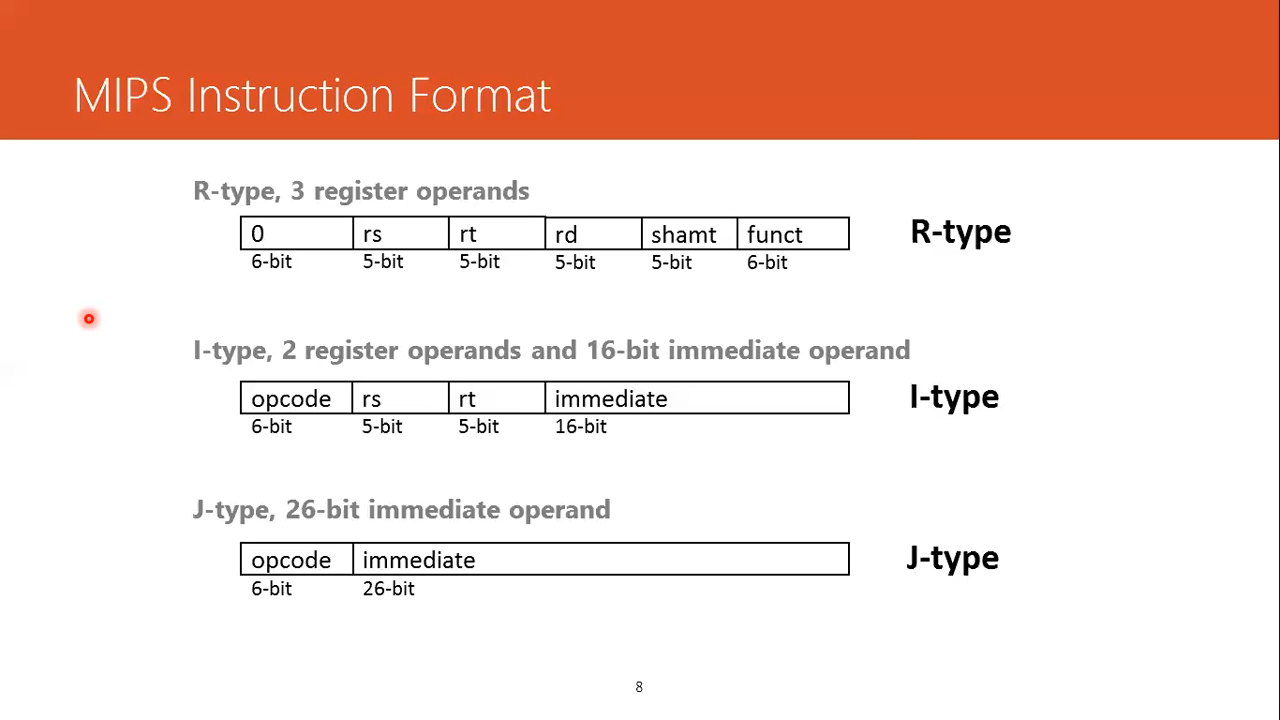 MIPS Instruction Format
R-type, 3 register operands
0 rs rt rd shamt funct R-type
6-bit 5-bit 5-bit 5-bit 5-bit 6-bit
I-type, 2 register operands and 16-bit immediate operand
opcode rs rt immediate I-type
6-bit 5-bit 5-bit 16-bit
J-type, 26-bit immediate operand
opcode immediate J-type
6-bit 26-bit
8